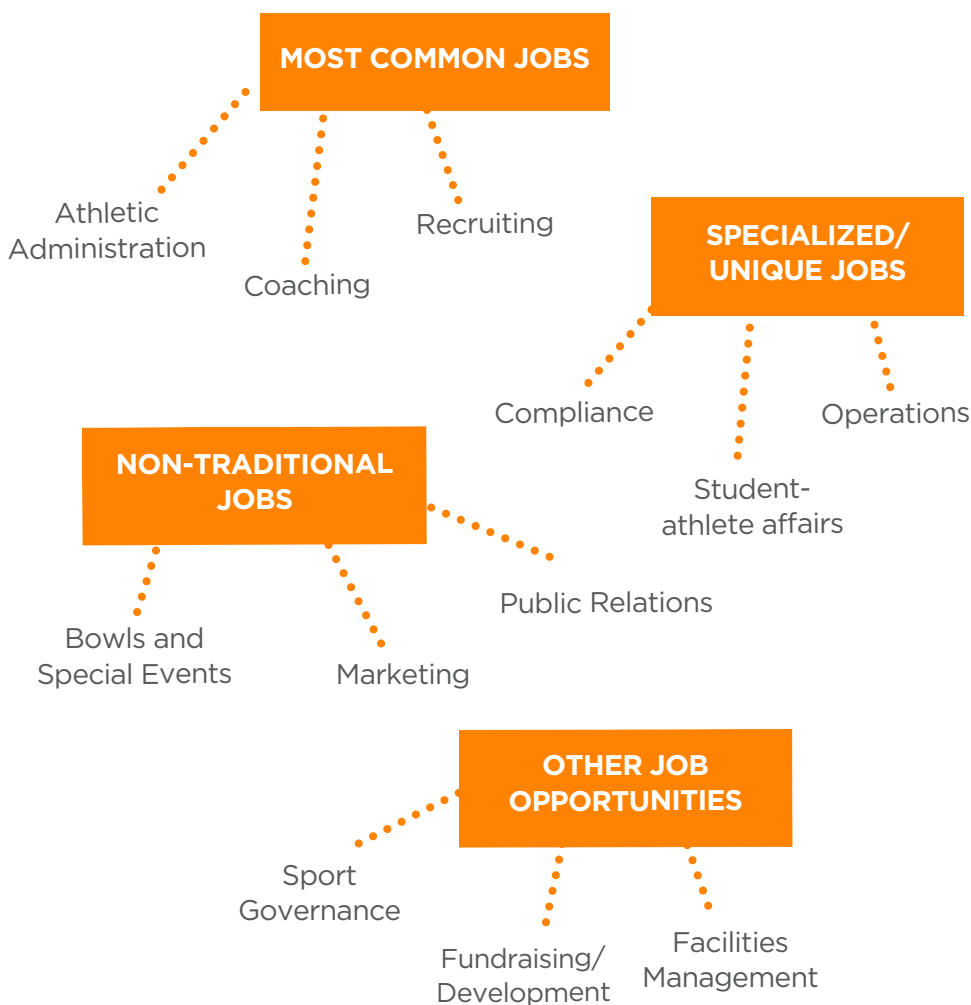 MOST COMMON JOBS
Athletic
Administration
Coaching
Recruiting
SPECIALIZED/
UNIQUE JOBS
Compliance
Student-
athlete affairs
Operations
NON-TRADITIONAL
JOBS
Bowls and
Special Events
Marketing
Public Relations
OTHER JOB
OPPORTUNITIES
Sport
Governance
Fundraising/
Development
Facilities
Management